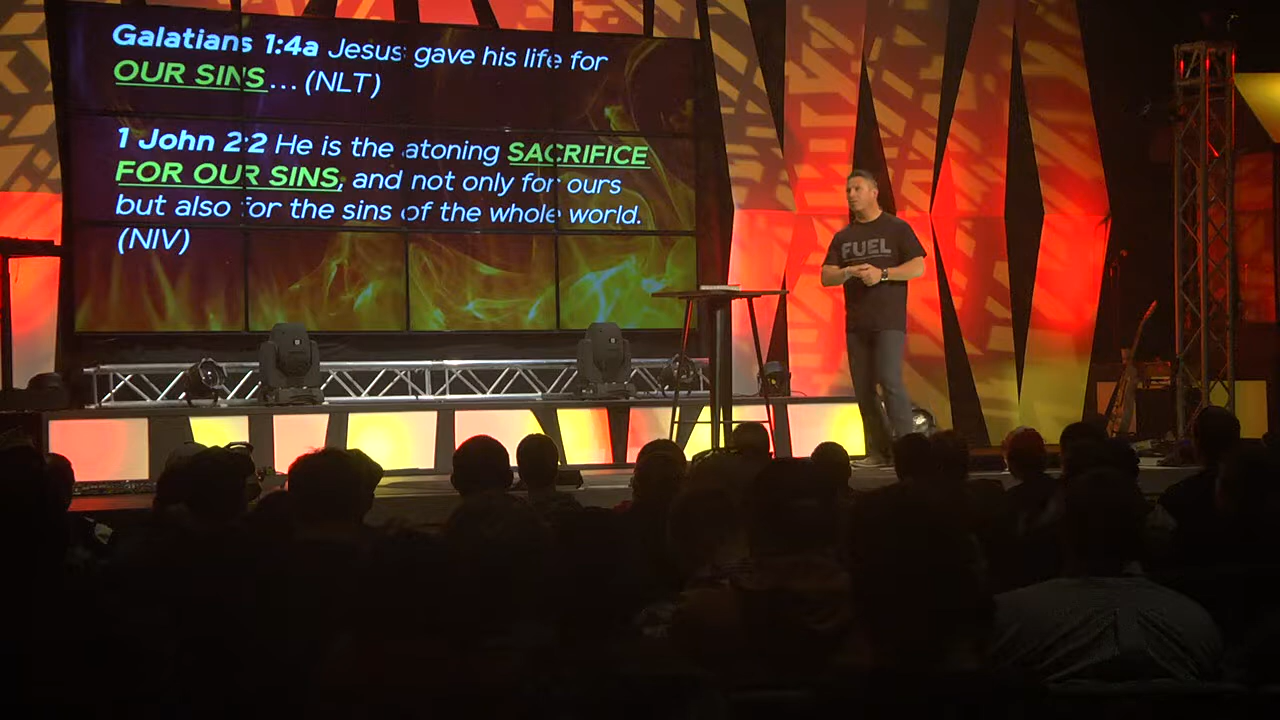 Galatians 1:4a Jesus gave his life for
OUR SINS... (NLT)
1 John 2:2 He is the atoning SACRIFICE
FOR OUR SINS, and not only for ours
but also for the sins of the whole world.
(NIV)
FUEL